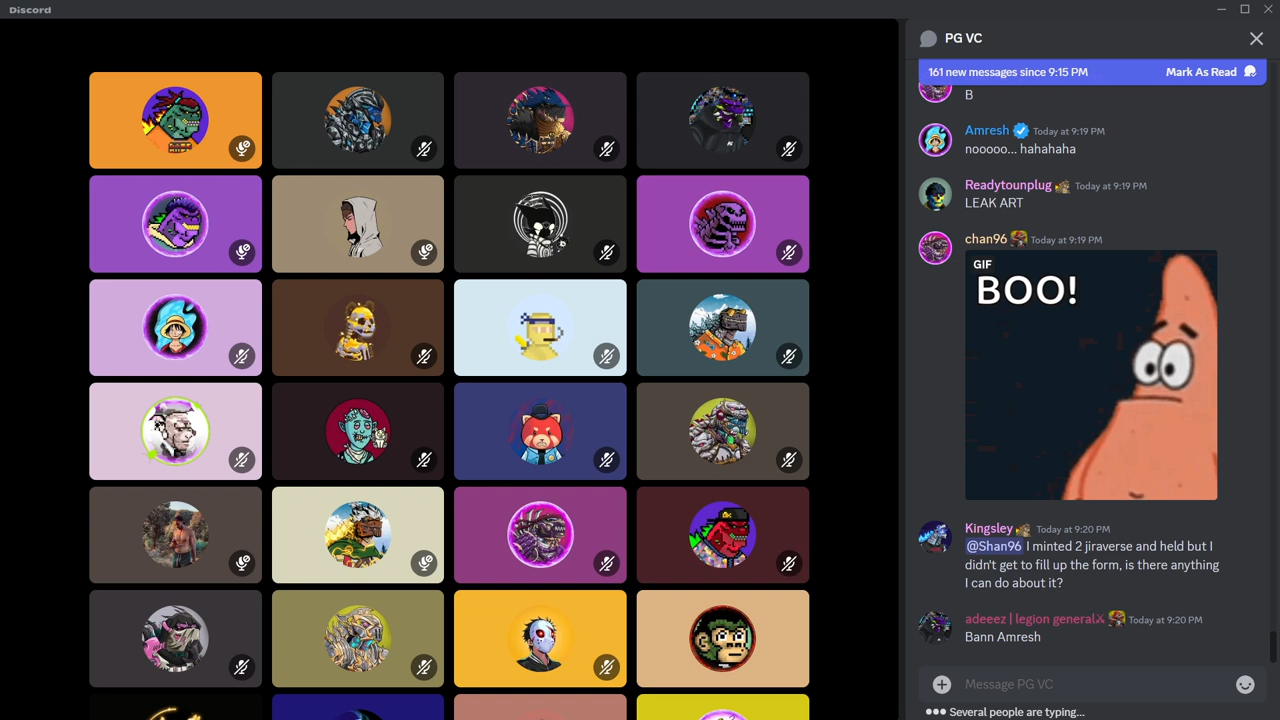 Discord
PG VC
161 new messages since 9:15 PM Mark As Read
B
Amresh Today at 9:19 PM
nooooo... hahahaha
Readytounplug Today at 9:19 PM
LEAK ART
chan96 Today at 9:19 PM
GIF
BOO!
Kingsley Today at 9:20 PM
@Shan96 I minted 2 jiraverse and held but I
didn't get to fill up the form, is there anything
I can do about it?
adeeez | legion general⚔ Today at 9:20 PM
Bann Amresh
Message PG VC
Several people are typing...